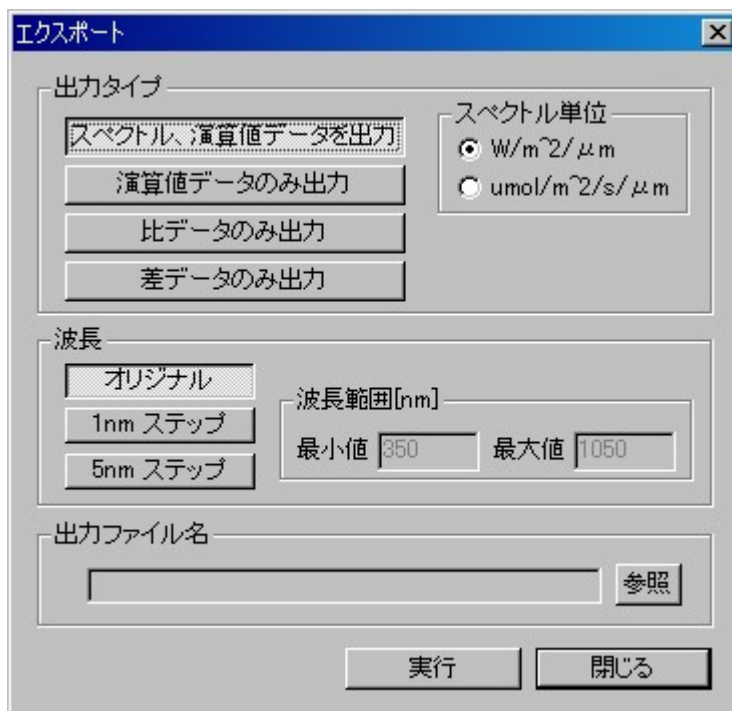 エクスポート
出力タイプ
スペクトル、演算値データを出力
演算値データのみ出力
比データのみ出力
差データのみ出力
スペクトル単位
W/m^2/μm
umol/m^2/s/μm
波長
オリジナル
1nm ステップ
5nm ステップ
波長範囲[nm]
最小値 350 最大値 1050
出力ファイル名
参照
実行 閉じる